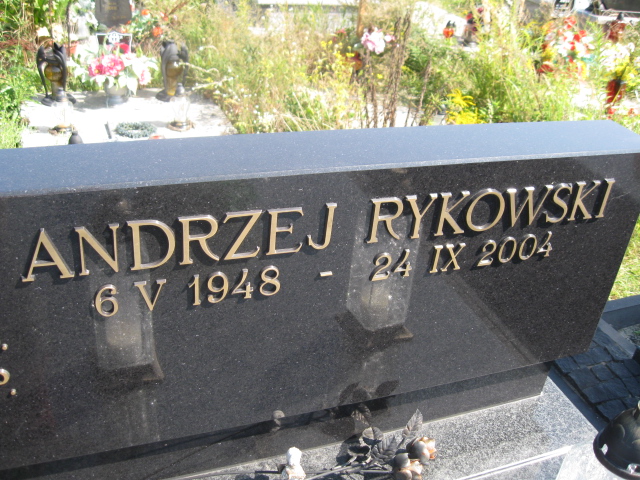 ANDRZEJ RYKOWSKI
6 V 1948 - 24 IX 2004